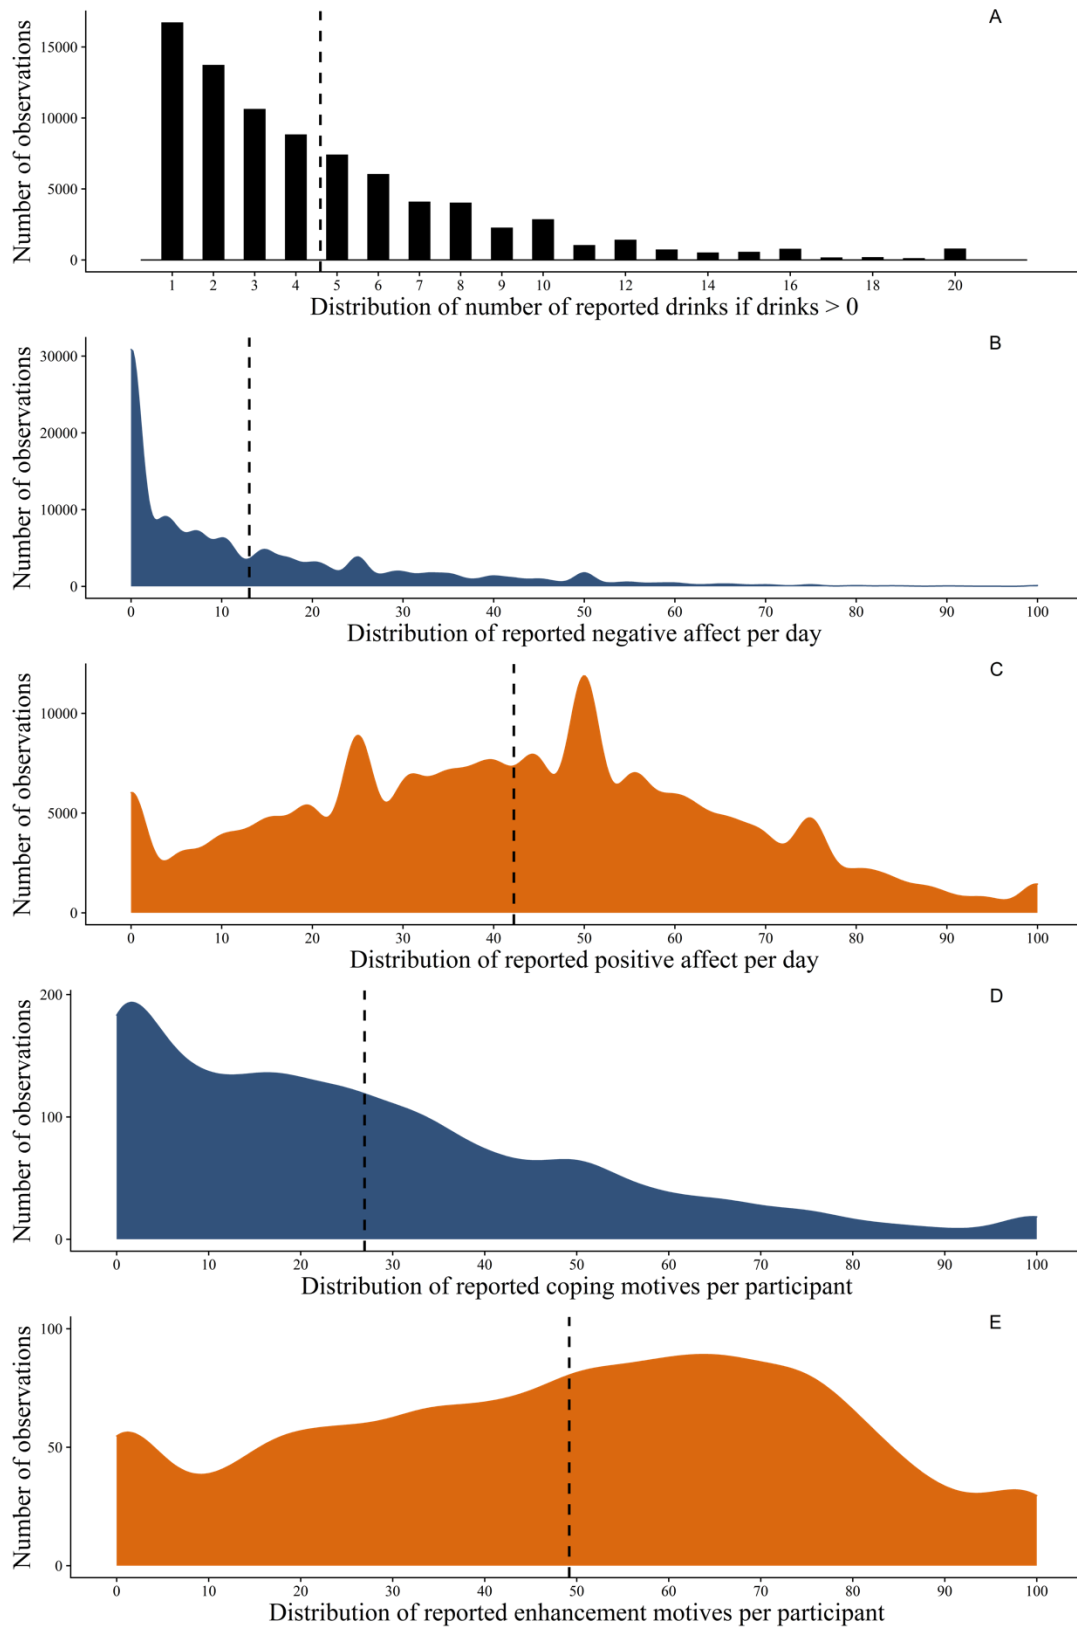 A
Number of observations
15000
10000
5000
0
1 2 3 4 5 6 7 8 9 10 11 12 13 14 15 16 17 18 19 20
Distribution of number of reported drinks if drinks > 0
B
Number of observations
30000
20000
10000
0
0 10 20 30 40 50 60 70 80 90 100
Distribution of reported negative affect per day
C
Number of observations
10000
5000
0
0 10 20 30 40 50 60 70 80 90 100
Distribution of reported positive affect per day
D
Number of observations
200
100
0
0 10 20 30 40 50 60 70 80 90 100
Distribution of reported coping motives per participant
E
Number of observations
100
50
0
0 10 20 30 40 50 60 70 80 90 100
Distribution of reported enhancement motives per participant